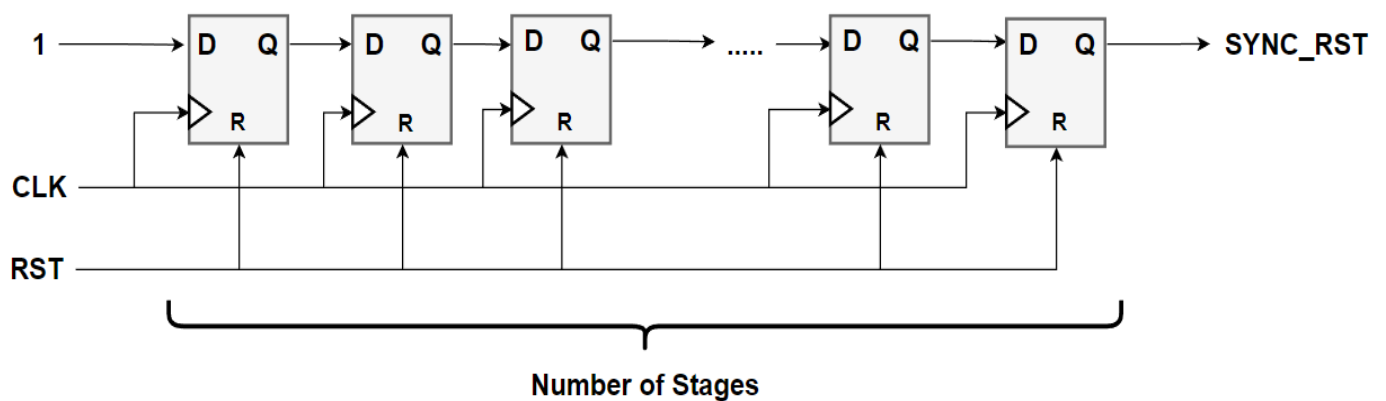 1 D Q D Q D Q ..... D Q D Q SYNC_RST
R R R R R
CLK
RST
Number of Stages